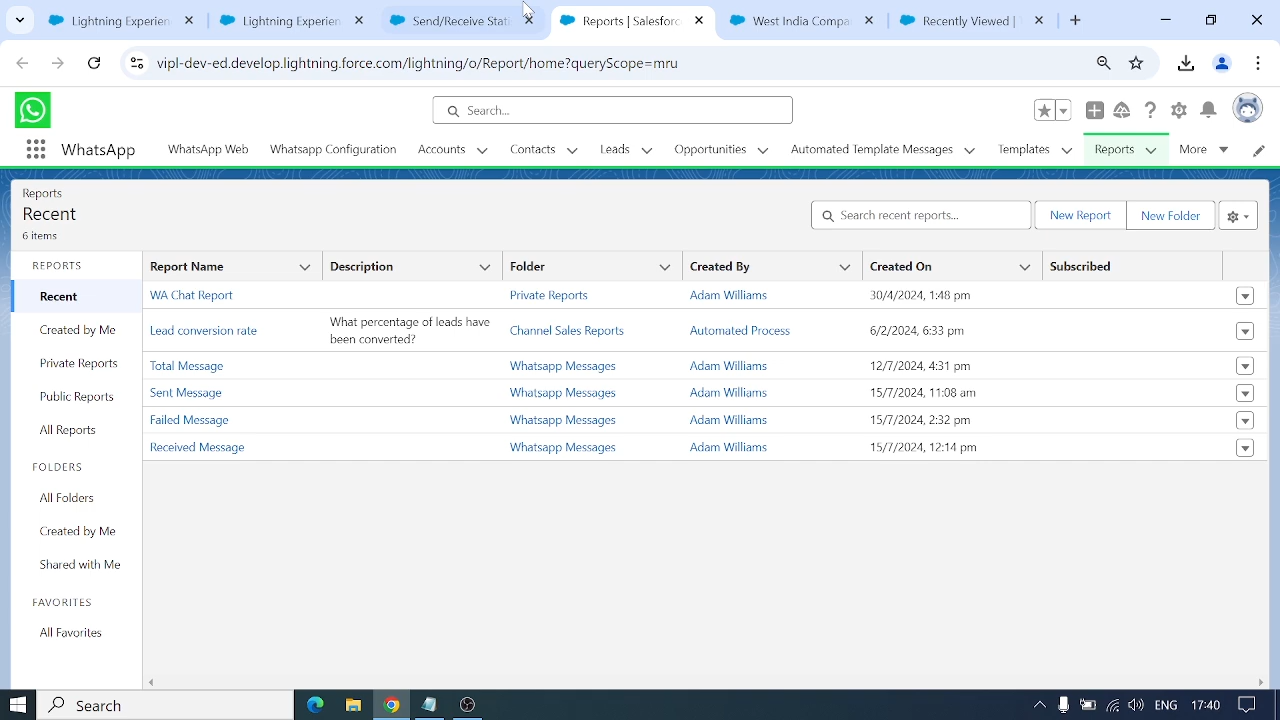 Lightning Experien
Lightning Experien
Send/Receive Stati
Reports | Salesforc
West India Compa
Recently Viewed |
vipl-dev-ed.develop.lightning.force.com/lightning/o/Report/home?queryScope=mru
Search...
WhatsApp
WhatsApp Web
Whatsapp Configuration
Accounts
Contacts
Leads
Opportunities
Automated Template Messages
Templates
Reports
More
Reports
Recent
6 items
Search recent reports...
New Report
New Folder
REPORTS
Recent
Created by Me
Private Reports
Public Reports
All Reports
FOLDERS
All Folders
Created by Me
Shared with Me
FAVORITES
All Favorites
Report Name Description Folder Created By Created On Subscribed
WA Chat Report Private Reports Adam Williams 30/4/2024, 1:48 pm
Lead conversion rate What percentage of leads have Channel Sales Reports Automated Process 6/2/2024, 6:33 pm
been converted?
Total Message Whatsapp Messages Adam Williams 12/7/2024, 4:31 pm
Sent Message Whatsapp Messages Adam Williams 15/7/2024, 11:08 am
Failed Message Whatsapp Messages Adam Williams 15/7/2024, 2:32 pm
Received Message Whatsapp Messages Adam Williams 15/7/2024, 12:14 pm
Search
ENG
17:40